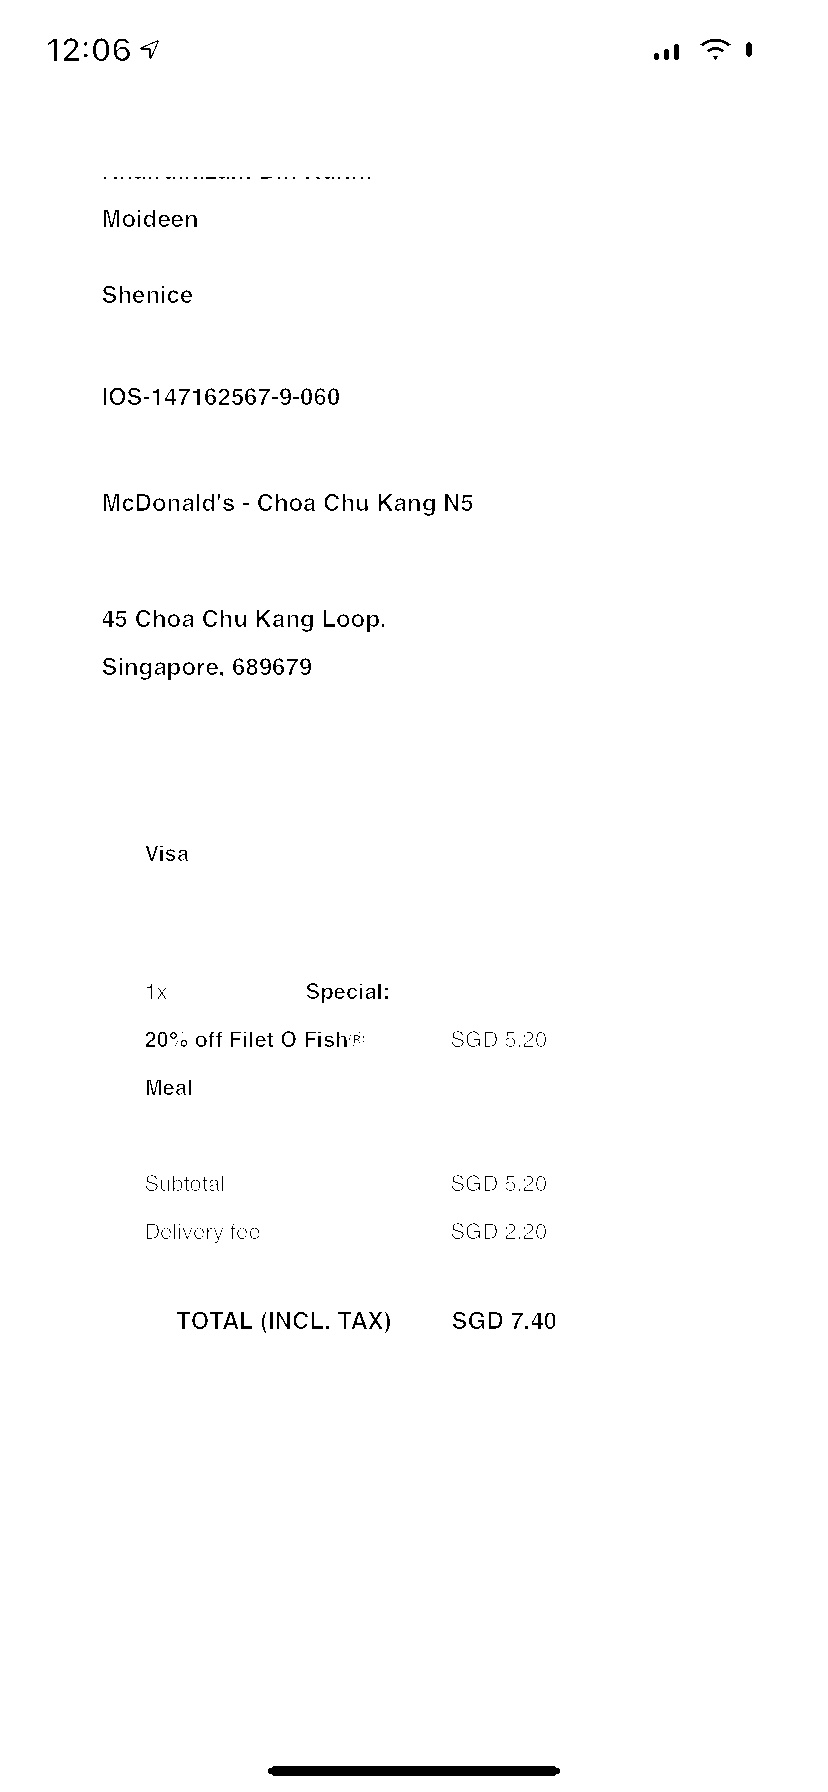 12:06
Moideen
Shenice
IOS-147162567-9-060
McDonald's - Choa Chu Kang N5
45 Choa Chu Kang Loop.
Singapore, 689679
Visa
1x Special:
20% off Filet O Fish(R) SGD 5.20
Meal
Subtotal SGD 5.20
Delivery fee SGD 2.20
TOTAL (INCL. TAX) SGD 7.40